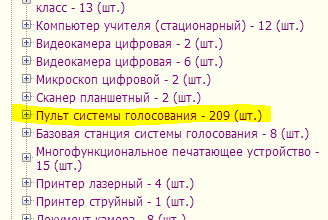 класс - 13 (шт.)
Компьютер учителя (стационарный) - 12 (шт.)
Видеокамера цифровая - 2 (шт.)
Видеокамера цифровая - 6 (шт.)
Микроскоп цифровой - 2 (шт.)
Сканер планшетный - 2 (шт.)
Пульт системы голосования - 209 (шт.)
Базовая станция системы голосования - 8 (шт.)
Многофункциональное печатающее устройство -
15 (шт.)
Принтер лазерный - 4 (шт.)
Принтер струйный - 1 (шт.)
Документ камера - 8 (шт.)